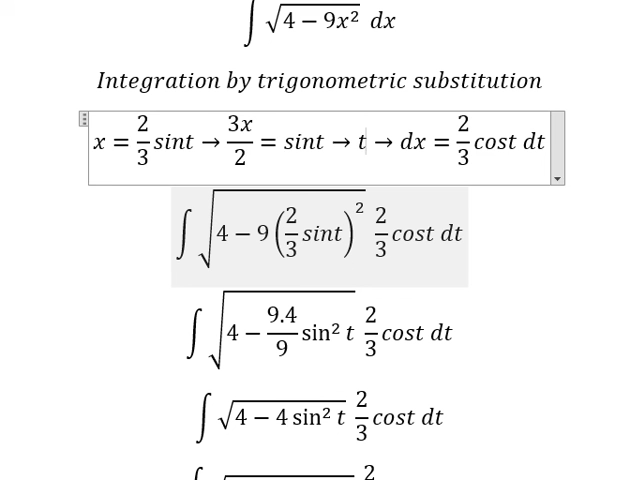 ∫ √(4 − 9x²) dx
Integration by trigonometric substitution
x = 2/3 sint → 3x/2 = sint → t → dx = 2/3 cost dt
∫ √(4 − 9(2/3 sint)²) 2/3 cost dt
∫ √(4 − 9.4/9 sin² t) 2/3 cost dt
∫ √(4 − 4 sin² t) 2/3 cost dt
∫ √ 2